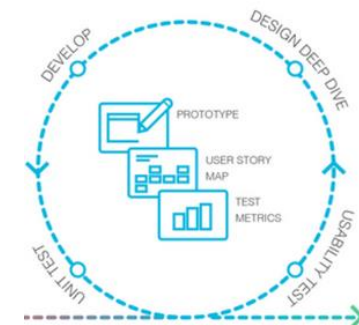 DEVELOP
DESIGN DEEP DIVE
PROTOTYPE
USER STORY
MAP
TEST
METRICS
UNIT TEST
USABILITY TEST